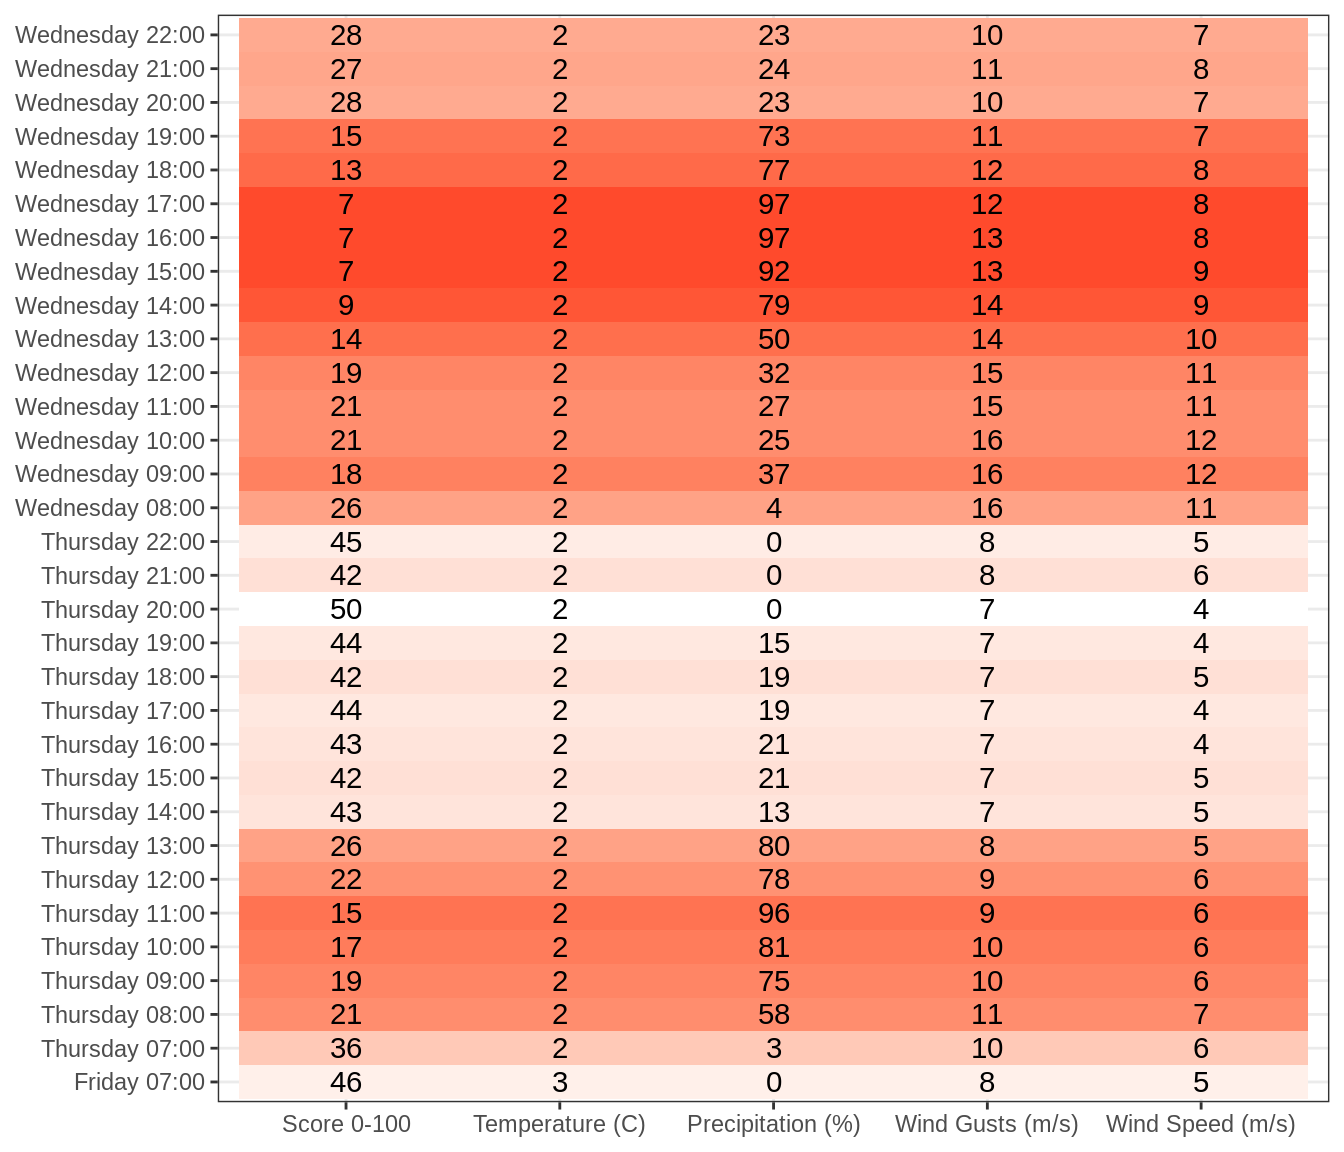 Wednesday 22:00 28 2 23 10 7
Wednesday 21:00 27 2 24 11 8
Wednesday 20:00 28 2 23 10 7
Wednesday 19:00 15 2 73 11 7
Wednesday 18:00 13 2 77 12 8
Wednesday 17:00 7 2 97 12 8
Wednesday 16:00 7 2 97 13 8
Wednesday 15:00 7 2 92 13 9
Wednesday 14:00 9 2 79 14 9
Wednesday 13:00 14 2 50 14 10
Wednesday 12:00 19 2 32 15 11
Wednesday 11:00 21 2 27 15 11
Wednesday 10:00 21 2 25 16 12
Wednesday 09:00 18 2 37 16 12
Wednesday 08:00 26 2 4 16 11
Thursday 22:00 45 2 0 8 5
Thursday 21:00 42 2 0 8 6
Thursday 20:00 50 2 0 7 4
Thursday 19:00 44 2 15 7 4
Thursday 18:00 42 2 19 7 5
Thursday 17:00 44 2 19 7 4
Thursday 16:00 43 2 21 7 4
Thursday 15:00 42 2 21 7 5
Thursday 14:00 43 2 13 7 5
Thursday 13:00 26 2 80 8 5
Thursday 12:00 22 2 78 9 6
Thursday 11:00 15 2 96 9 6
Thursday 10:00 17 2 81 10 6
Thursday 09:00 19 2 75 10 6
Thursday 08:00 21 2 58 11 7
Thursday 07:00 36 2 3 10 6
Friday 07:00 46 3 0 8 5
Score 0-100 Temperature (C) Precipitation (%) Wind Gusts (m/s) Wind Speed (m/s)